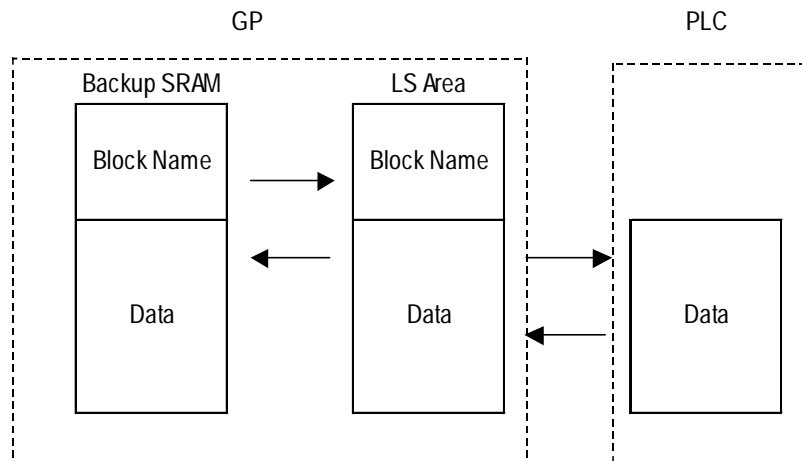 GP PLC
Backup SRAM LS Area
Block Name Block Name
Data Data Data